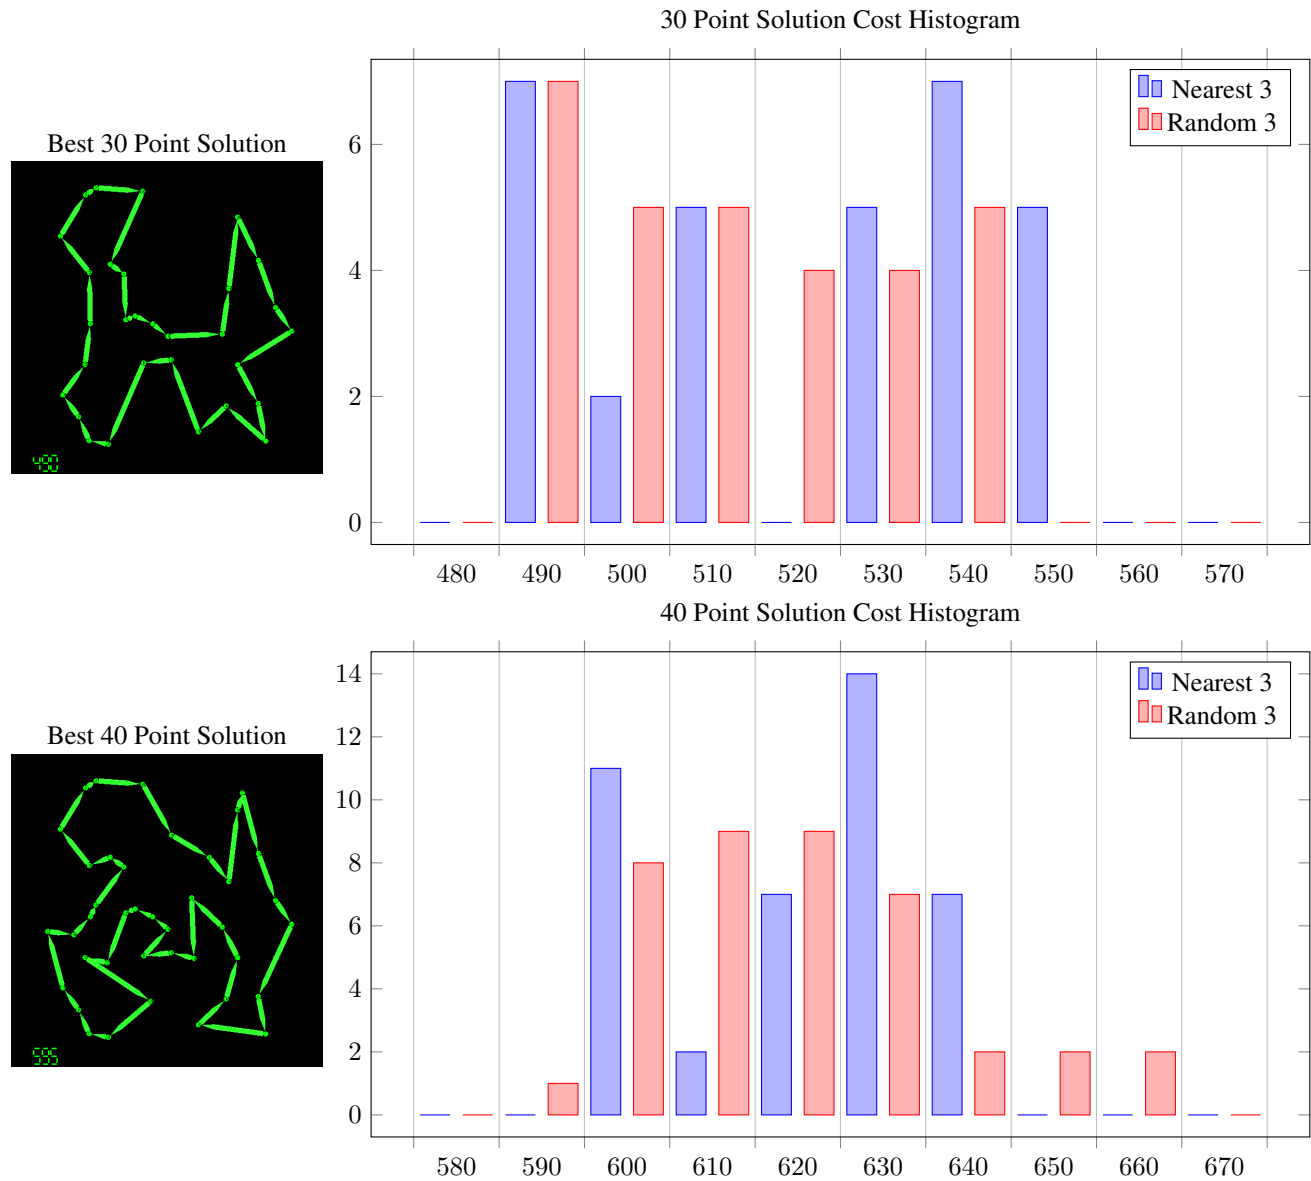 30 Point Solution Cost Histogram
Nearest 3
Random 3
6
4
2
0
480 490 500 510 520 530 540 550 560 570
Best 30 Point Solution
490
40 Point Solution Cost Histogram
Nearest 3
Random 3
14
12
10
8
6
4
2
0
580 590 600 610 620 630 640 650 660 670
Best 40 Point Solution
595